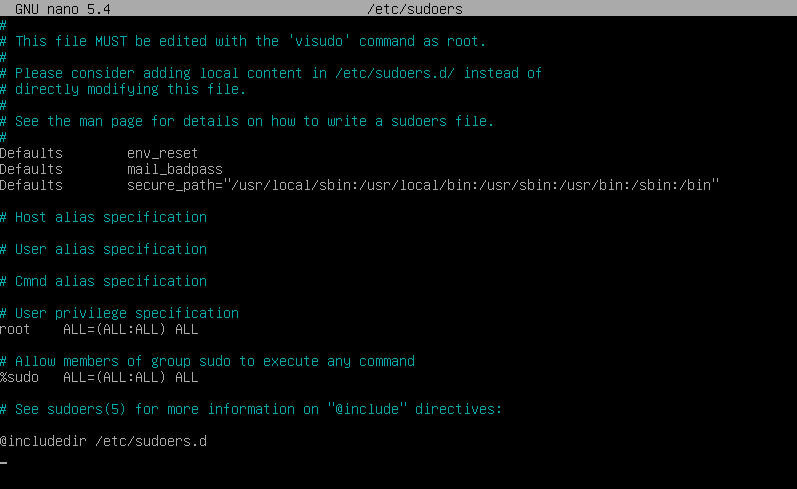 GNU nano 5.4 /etc/sudoers
#
# This file MUST be edited with the 'visudo' command as root.
#
# Please consider adding local content in /etc/sudoers.d/ instead of
# directly modifying this file.
#
# See the man page for details on how to write a sudoers file.
#
Defaults        env_reset
Defaults        mail_badpass
Defaults        secure_path="/usr/local/sbin:/usr/local/bin:/usr/sbin:/usr/bin:/sbin:/bin"
# Host alias specification
# User alias specification
# Cmnd alias specification
# User privilege specification
root    ALL=(ALL:ALL) ALL
# Allow members of group sudo to execute any command
%sudo   ALL=(ALL:ALL) ALL
# See sudoers(5) for more information on "@include" directives:
@includedir /etc/sudoers.d